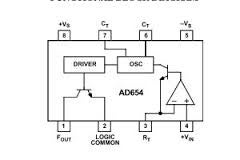 +VS CT CT –VS
8 7 6 5
DRIVER OSC
AD654
1 2 3 4
FOUT LOGIC COMMON RT +VIN